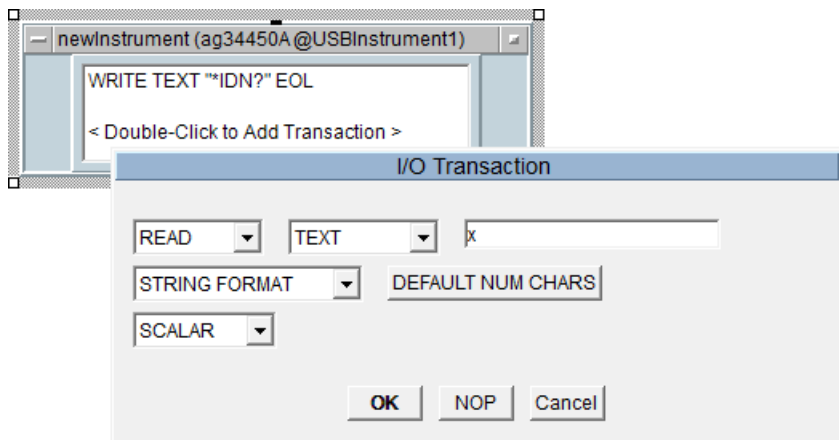 newInstrument (ag34450A@USBInstrument1)
WRITE TEXT "*IDN?" EOL
< Double-Click to Add Transaction >
I/O Transaction
READ TEXT x
STRING FORMAT DEFAULT NUM CHARS
SCALAR
OK NOP Cancel